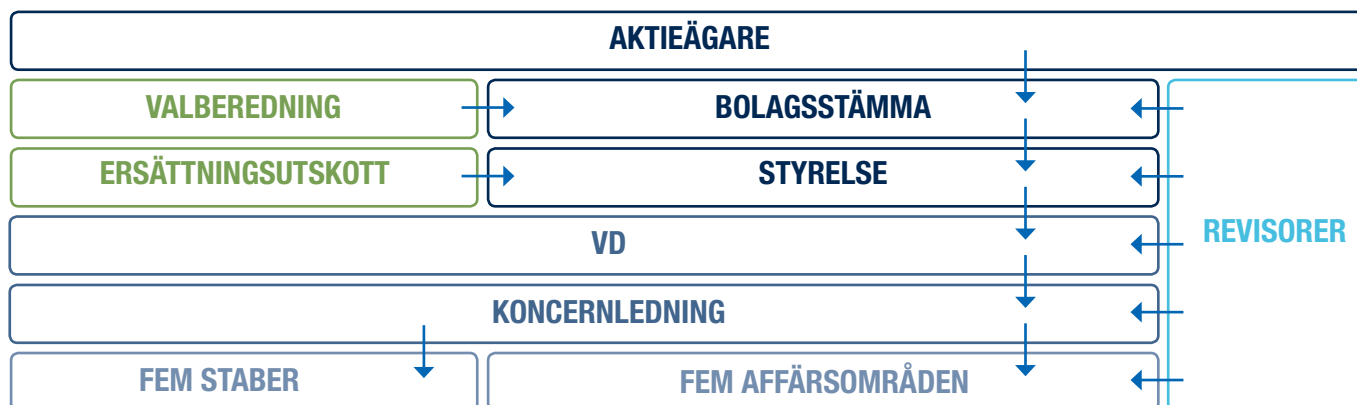 AKTIEÄGARE
VALBEREDNING
BOLAGSSTÄMMA
ERSÄTTNINGSUTSKOTT
STYRELSE
VD
REVISORER
KONCERNLEDNING
FEM STABER
FEM AFFÄRSOMRÅDEN